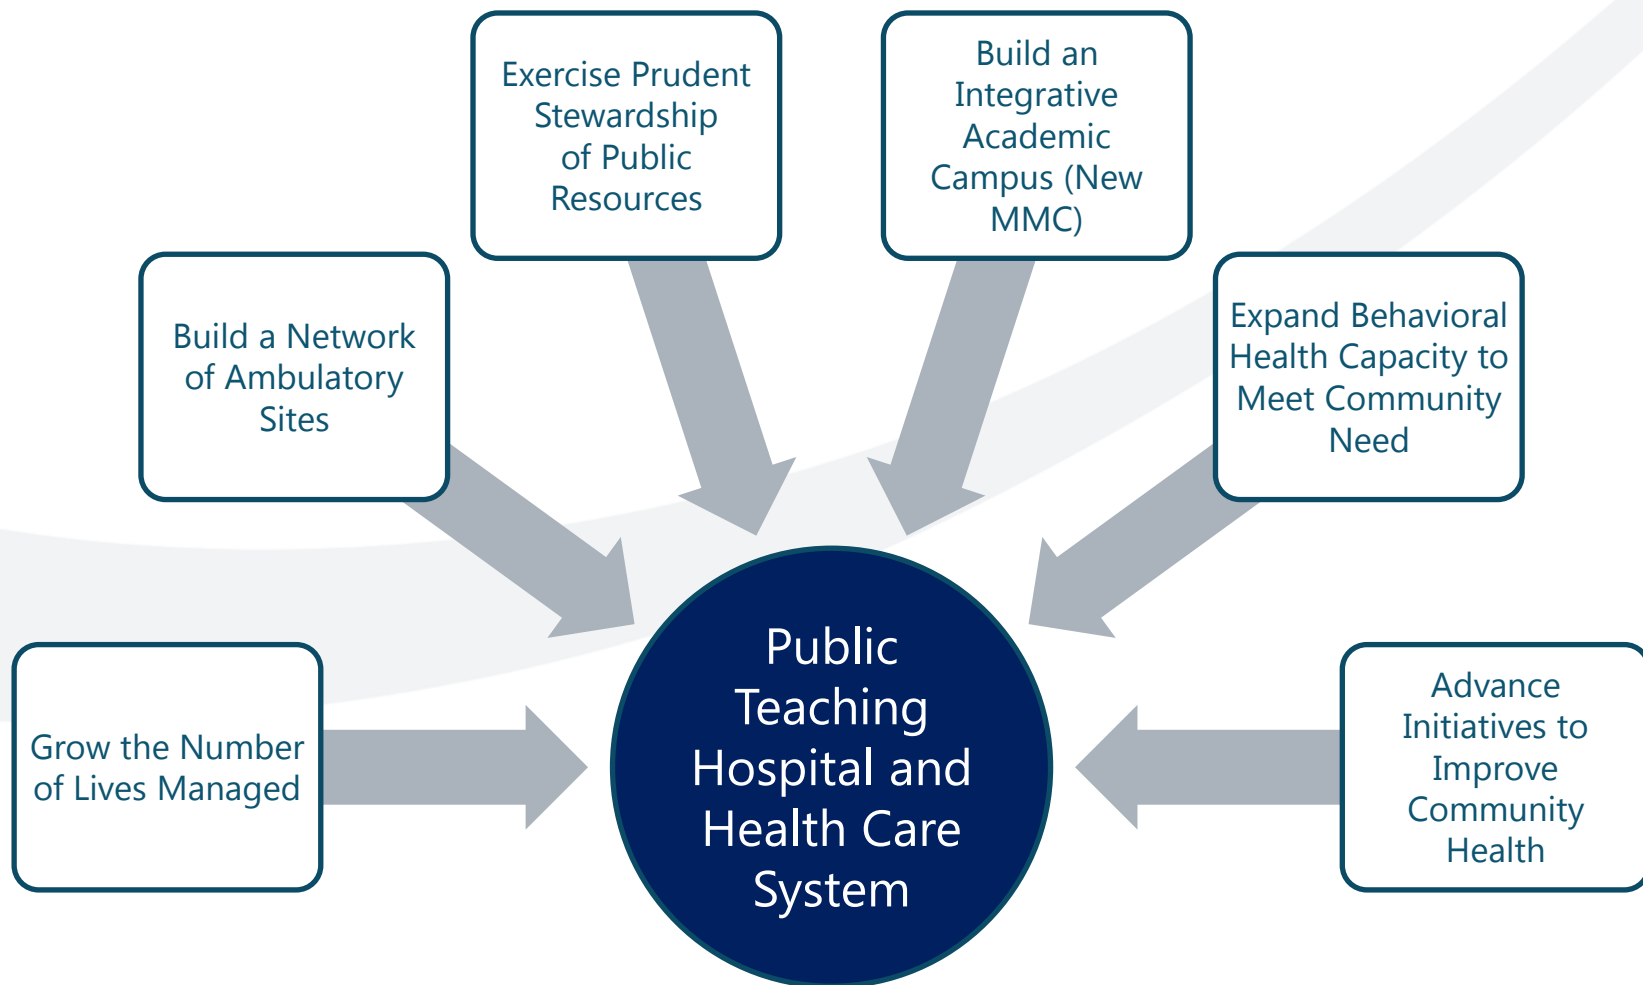 Exercise Prudent
Stewardship
of Public
Resources
Build an
Integrative
Academic
Campus (New
MMC)
Build a Network
of Ambulatory
Sites
Expand Behavioral
Health Capacity to
Meet Community
Need
Grow the Number
of Lives Managed
Public
Teaching
Hospital and
Health Care
System
Advance
Initiatives to
Improve
Community
Health